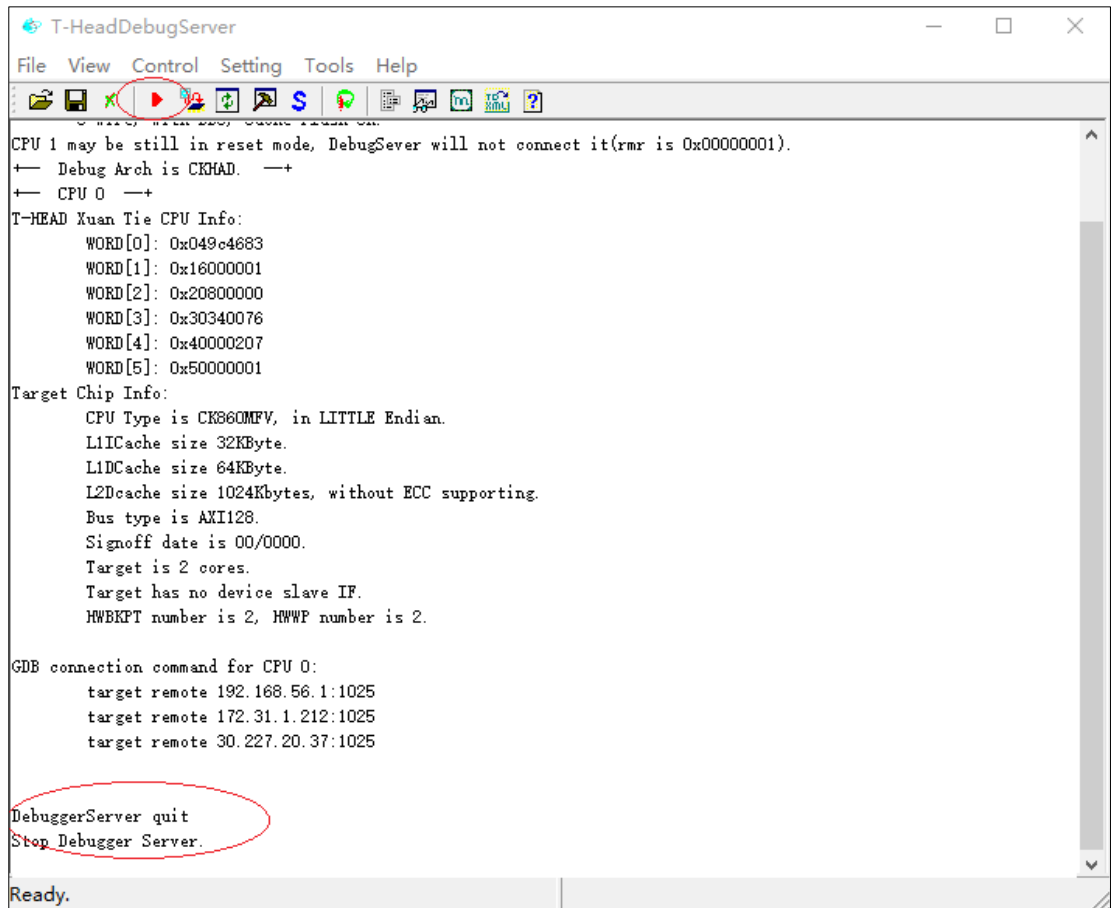 T-HeadDebugServer
File View Control Setting Tools Help
CPU 1 may be still in reset mode, DebugSever will not connect it(rmr is 0x00000001).
+── Debug Arch is CKHAD. ──+
+── CPU 0 ──+
T-HEAD Xuan Tie CPU Info:
WORD[0]: 0x049c4683
WORD[1]: 0x16000001
WORD[2]: 0x20800000
WORD[3]: 0x30340076
WORD[4]: 0x40000207
WORD[5]: 0x50000001
Target Chip Info:
CPU Type is CK860MFV, in LITTLE Endian.
L1ICache size 32KByte.
L1DCache size 64KByte.
L2Dcache size 1024Kbytes, without ECC supporting.
Bus type is AXI128.
Signoff date is 00/0000.
Target is 2 cores.
Target has no device slave IF.
HWBKPT number is 2, HWWP number is 2.
GDB connection command for CPU 0:
target remote 192.168.56.1:1025
target remote 172.31.1.212:1025
target remote 30.227.20.37:1025
DebuggerServer quit
Stop Debugger Server.
Ready.